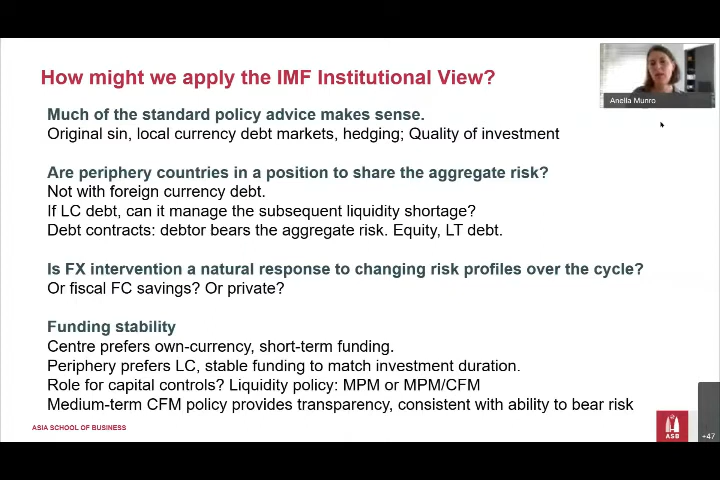 How might we apply the IMF Institutional View?
Anella Munro
Much of the standard policy advice makes sense.
Original sin, local currency debt markets, hedging; Quality of investment
Are periphery countries in a position to share the aggregate risk?
Not with foreign currency debt.
If LC debt, can it manage the subsequent liquidity shortage?
Debt contracts: debtor bears the aggregate risk. Equity, LT debt.
Is FX intervention a natural response to changing risk profiles over the cycle?
Or fiscal FC savings? Or private?
Funding stability
Centre prefers own-currency, short-term funding.
Periphery prefers LC, stable funding to match investment duration.
Role for capital controls? Liquidity policy: MPM or MPM/CFM
Medium-term CFM policy provides transparency, consistent with ability to bear risk
ASIA SCHOOL OF BUSINESS
ASB
+47